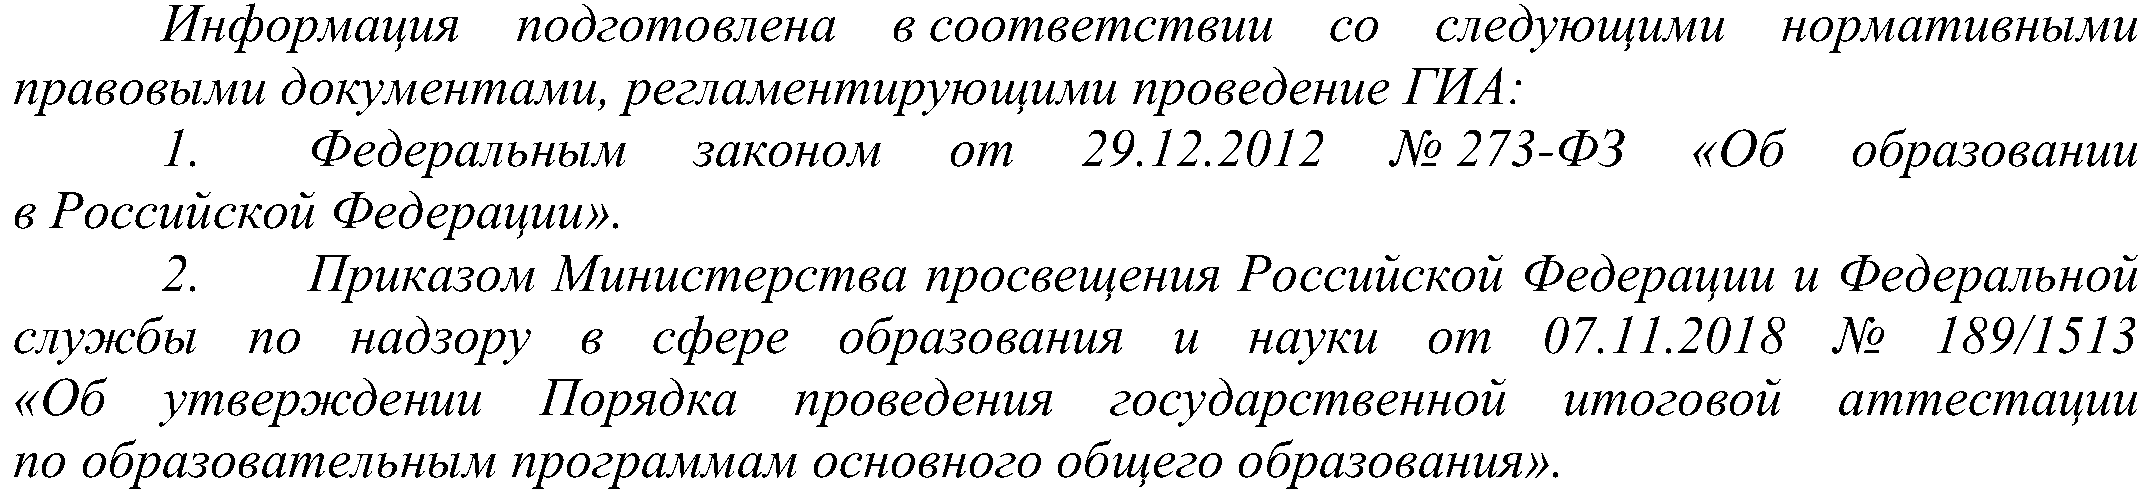 Информация подготовлена в соответствии со следующими нормативными
правовыми документами, регламентирующими проведение ГИА:
1. Федеральным законом от 29.12.2012 № 273-ФЗ «Об образовании
в Российской Федерации».
2. Приказом Министерства просвещения Российской Федерации и Федеральной
службы по надзору в сфере образования и науки от 07.11.2018 № 189/1513
«Об утверждении Порядка проведения государственной итоговой аттестации
по образовательным программам основного общего образования».